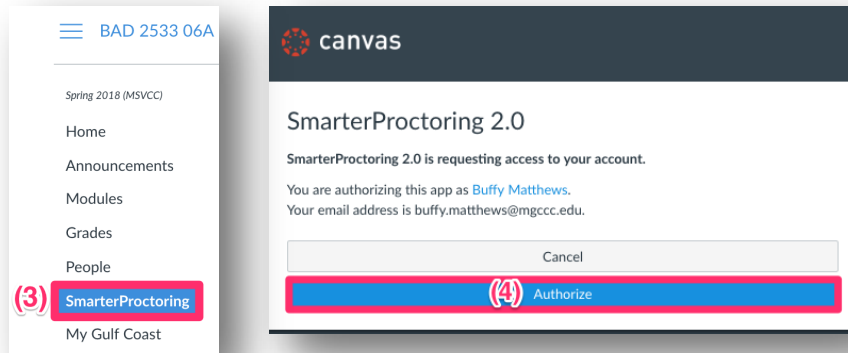 BAD 2533 06A
Spring 2018 (MSVCC)
Home
Announcements
Modules
Grades
People
(3) SmarterProctoring
My Gulf Coast
canvas
SmarterProctoring 2.0
SmarterProctoring 2.0 is requesting access to your account.
You are authorizing this app as Buffy Matthews.
Your email address is buffy.matthews@mgccc.edu.
Cancel
(4) Authorize